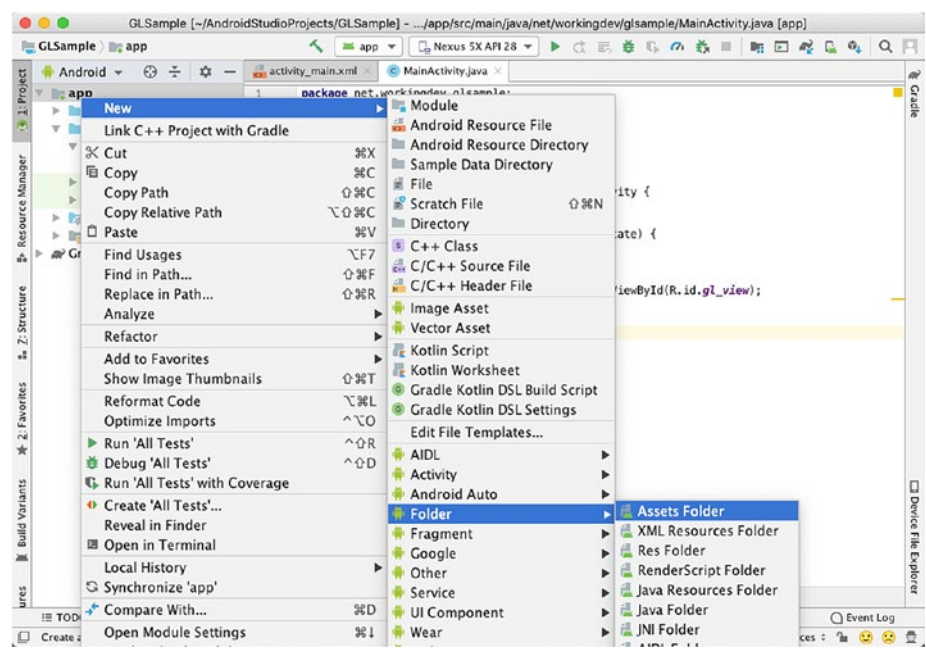 GLSample [~/AndroidStudioProjects/GLSample] - .../app/src/main/java/net/workingdev/glsample/MainActivity.java [app]
GLSample app
app
Nexus 5X API 28
Android
activity_main.xml
MainActivity.java
1: Project
Resource Manager
Z: Structure
2: Favorites
Build Variants
app
1 package net.workingdev.glsample;
New
Link C++ Project with Gradle
Cut ⌘X
Copy ⌘C
Copy Path ⇧⌘C
Copy Relative Path ⌥⇧⌘C
Paste ⌘V
Find Usages ⌥F7
Find in Path... ⇧⌘F
Replace in Path... ⇧⌘R
Analyze
Refactor
Add to Favorites
Show Image Thumbnails ⇧⌘T
Reformat Code ⌥⌘L
Optimize Imports ^⌥O
Run 'All Tests' ^⇧R
Debug 'All Tests' ^⇧D
Run 'All Tests' with Coverage
Create 'All Tests'...
Reveal in Finder
Open in Terminal
Local History
Synchronize 'app'
Compare With... ⌘D
Open Module Settings ⌘↓
Module
Android Resource File
Android Resource Directory
Sample Data Directory
File
Scratch File ⇧⌘N
Directory
C++ Class
C/C++ Source File
C/C++ Header File
Image Asset
Vector Asset
Kotlin Script
Kotlin Worksheet
Gradle Kotlin DSL Build Script
Gradle Kotlin DSL Settings
Edit File Templates...
AIDL
Activity
Android Auto
Folder
Fragment
Google
Other
Service
UI Component
Wear
Assets Folder
XML Resources Folder
Res Folder
RenderScript Folder
Java Resources Folder
Java Folder
JNI Folder
ity {
ate) {
iewById(R.id.gl_view);
Gradle
Device File Explorer
Event Log